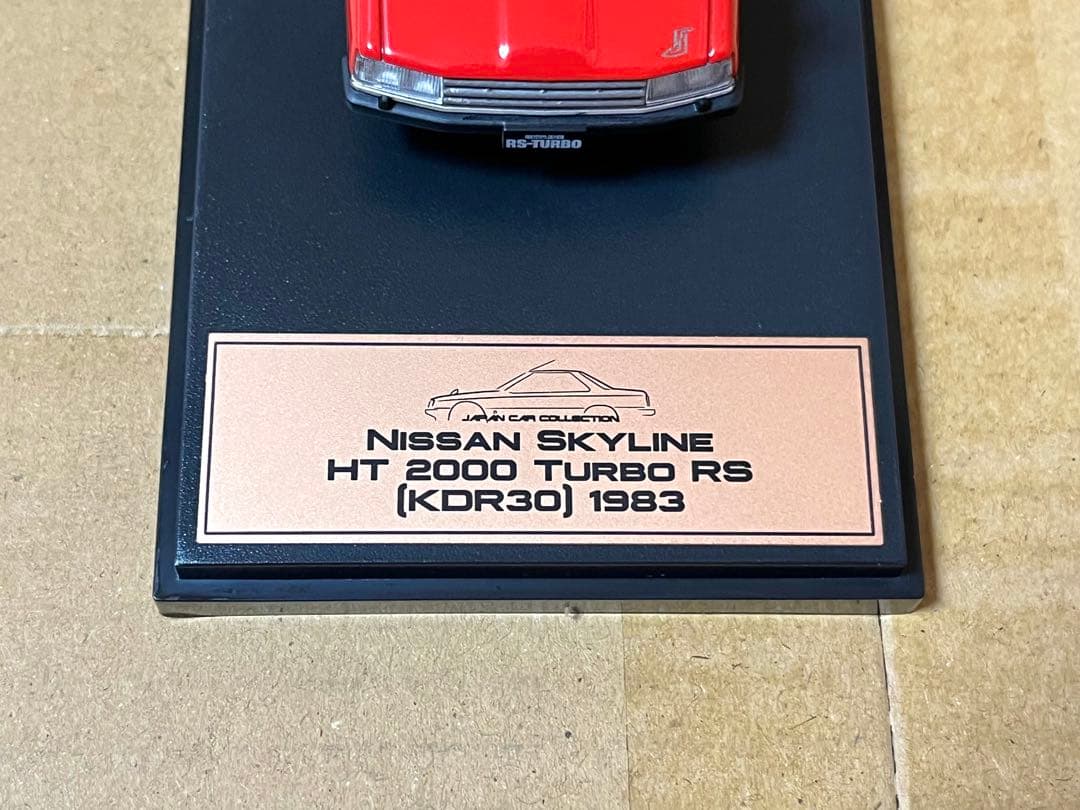 RS-TURBO
JAPAN CAR COLLECTION
NISSAN SKYLINE
HT 2000 TURBO RS
(KDR30) 1983